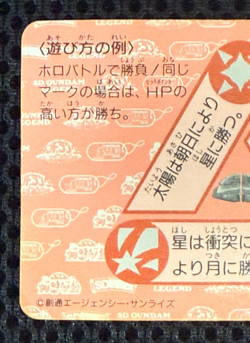 〈遊び方の例〉
ホロバトルで勝負！同じ
マークの場合は、HPの
高い方が勝ち。
太陽は朝日により
星に勝つ。
星は衝突に
より月に勝
©創通エージェンシー・サンライズ